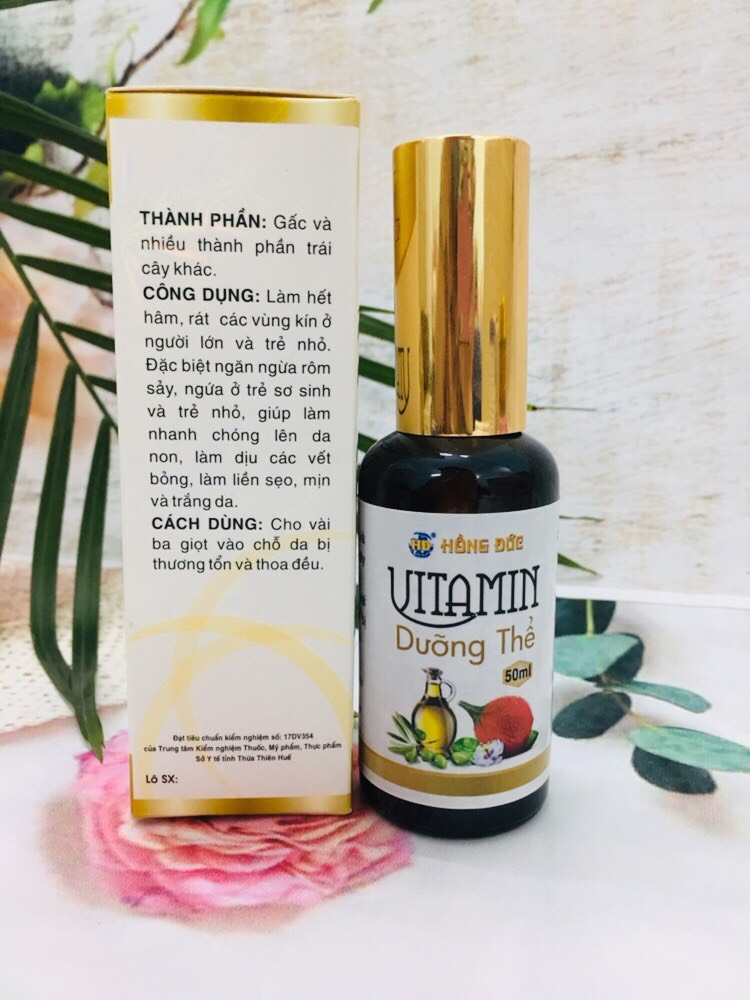 THÀNH PHẦN: Gấc và
nhiều thành phần trái
cây khác.
CÔNG DỤNG: Làm hết
hăm, rát các vùng kín ở
người lớn và trẻ nhỏ.
Đặc biệt ngăn ngừa rôm
sảy, ngứa ở trẻ sơ sinh
và trẻ nhỏ, giúp làm
nhanh chóng lên da
non, làm dịu các vết
bỏng, làm liền sẹo, mịn
và trắng da.
CÁCH DÙNG: Cho vài
ba giọt vào chỗ da bị
thương tổn và thoa đều.
Đạt tiêu chuẩn kiểm nghiệm số: 17DV354
của Trung tâm Kiểm nghiệm Thuốc, Mỹ phẩm, Thực phẩm
Sở Y tế tỉnh Thừa Thiên Huế
Lô SX:
HD® HỒNG ĐỨC
VITAMIN
Dưỡng Thể
50ml